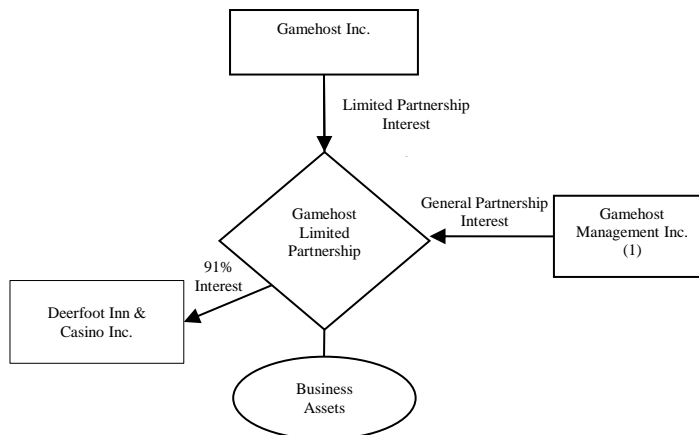 Gamehost Inc.
Limited Partnership
Interest
Gamehost
Limited
Partnership
General Partnership
Interest
Gamehost
Management Inc.
(1)
91%
Interest
Deerfoot Inn &
Casino Inc.
Business
Assets